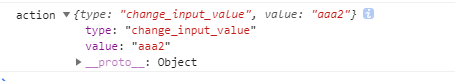 action ▼{type: "change_input_value", value: "aaa2"} i
type: "change_input_value"
value: "aaa2"
▶__proto__: Object